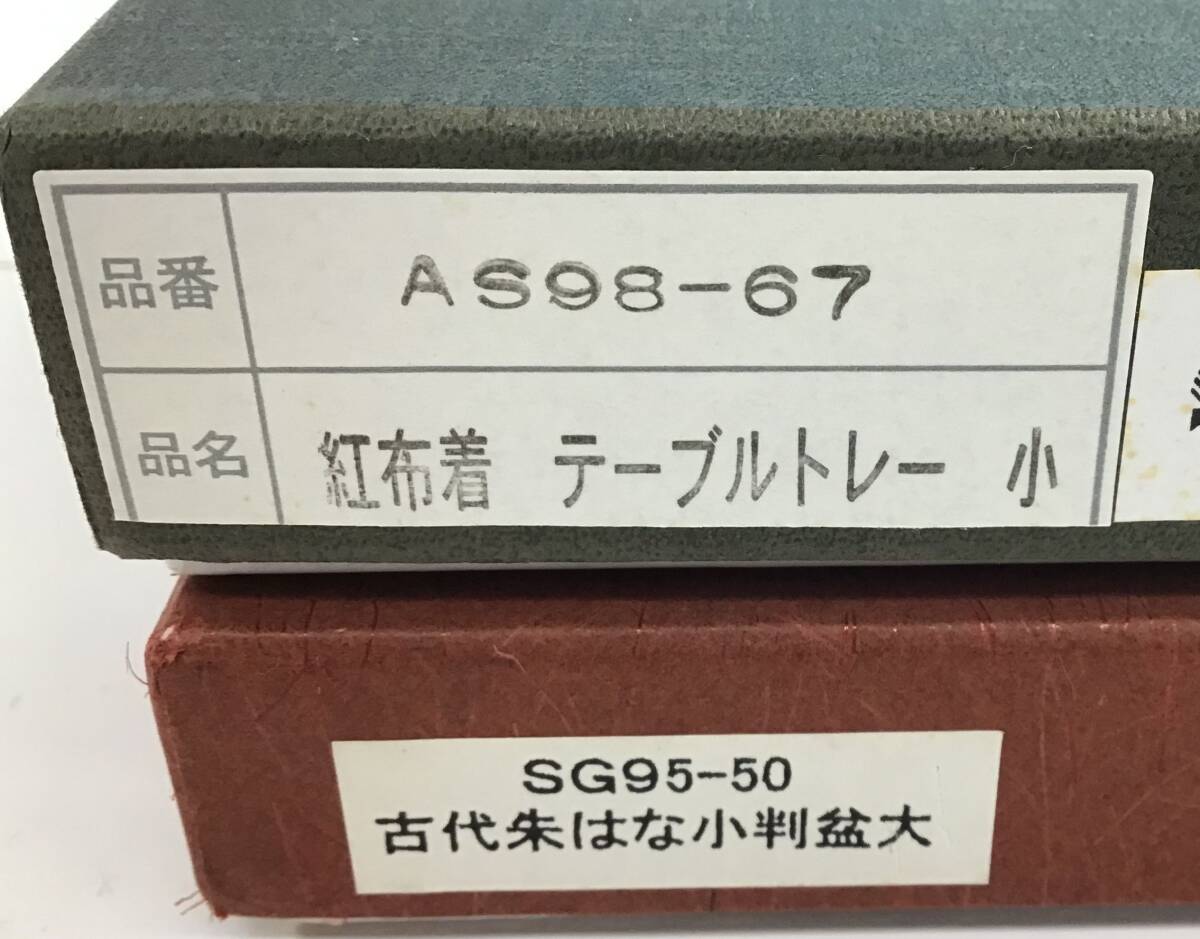 品番 AS98-67
品名 紅布着 テーブルトレー 小
SG95-50
古代朱はな小判盆大